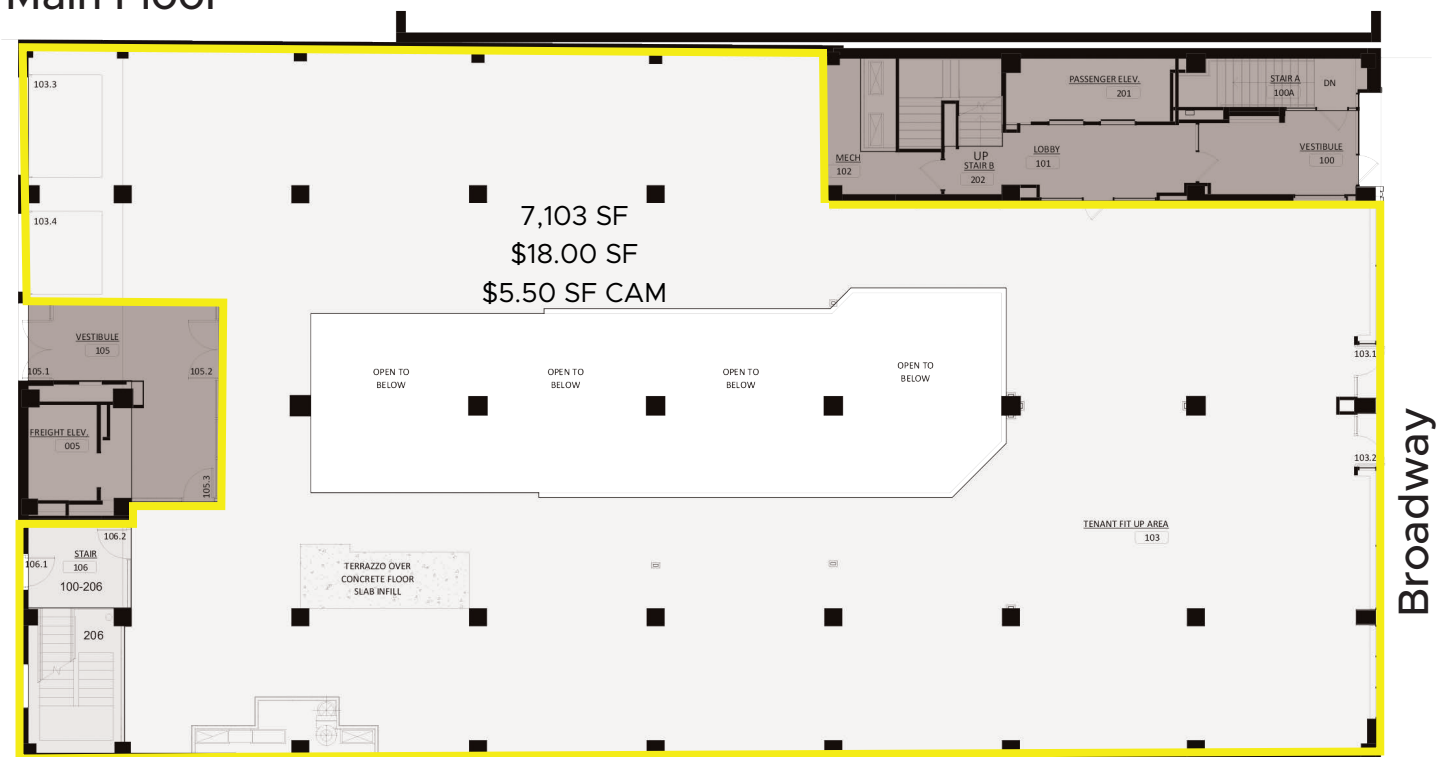 Main Floor
103.3
PASSENGER ELEV.
201
STAIR A
100A
DN
MECH
102
UP
STAIR B
202
LOBBY
101
VESTIBULE
100
103.4
7,103 SF
$18.00 SF
$5.50 SF CAM
VESTIBULE
105
105.1
105.2
OPEN TO
BELOW
OPEN TO
BELOW
OPEN TO
BELOW
OPEN TO
BELOW
103.1
FREIGHT ELEV.
005
105.3
103.2
Broadway
TENANT FIT UP AREA
103
106.2
STAIR
106
106.1
100-206
TERRAZZO OVER
CONCRETE FLOOR
SLAB INFILL
206